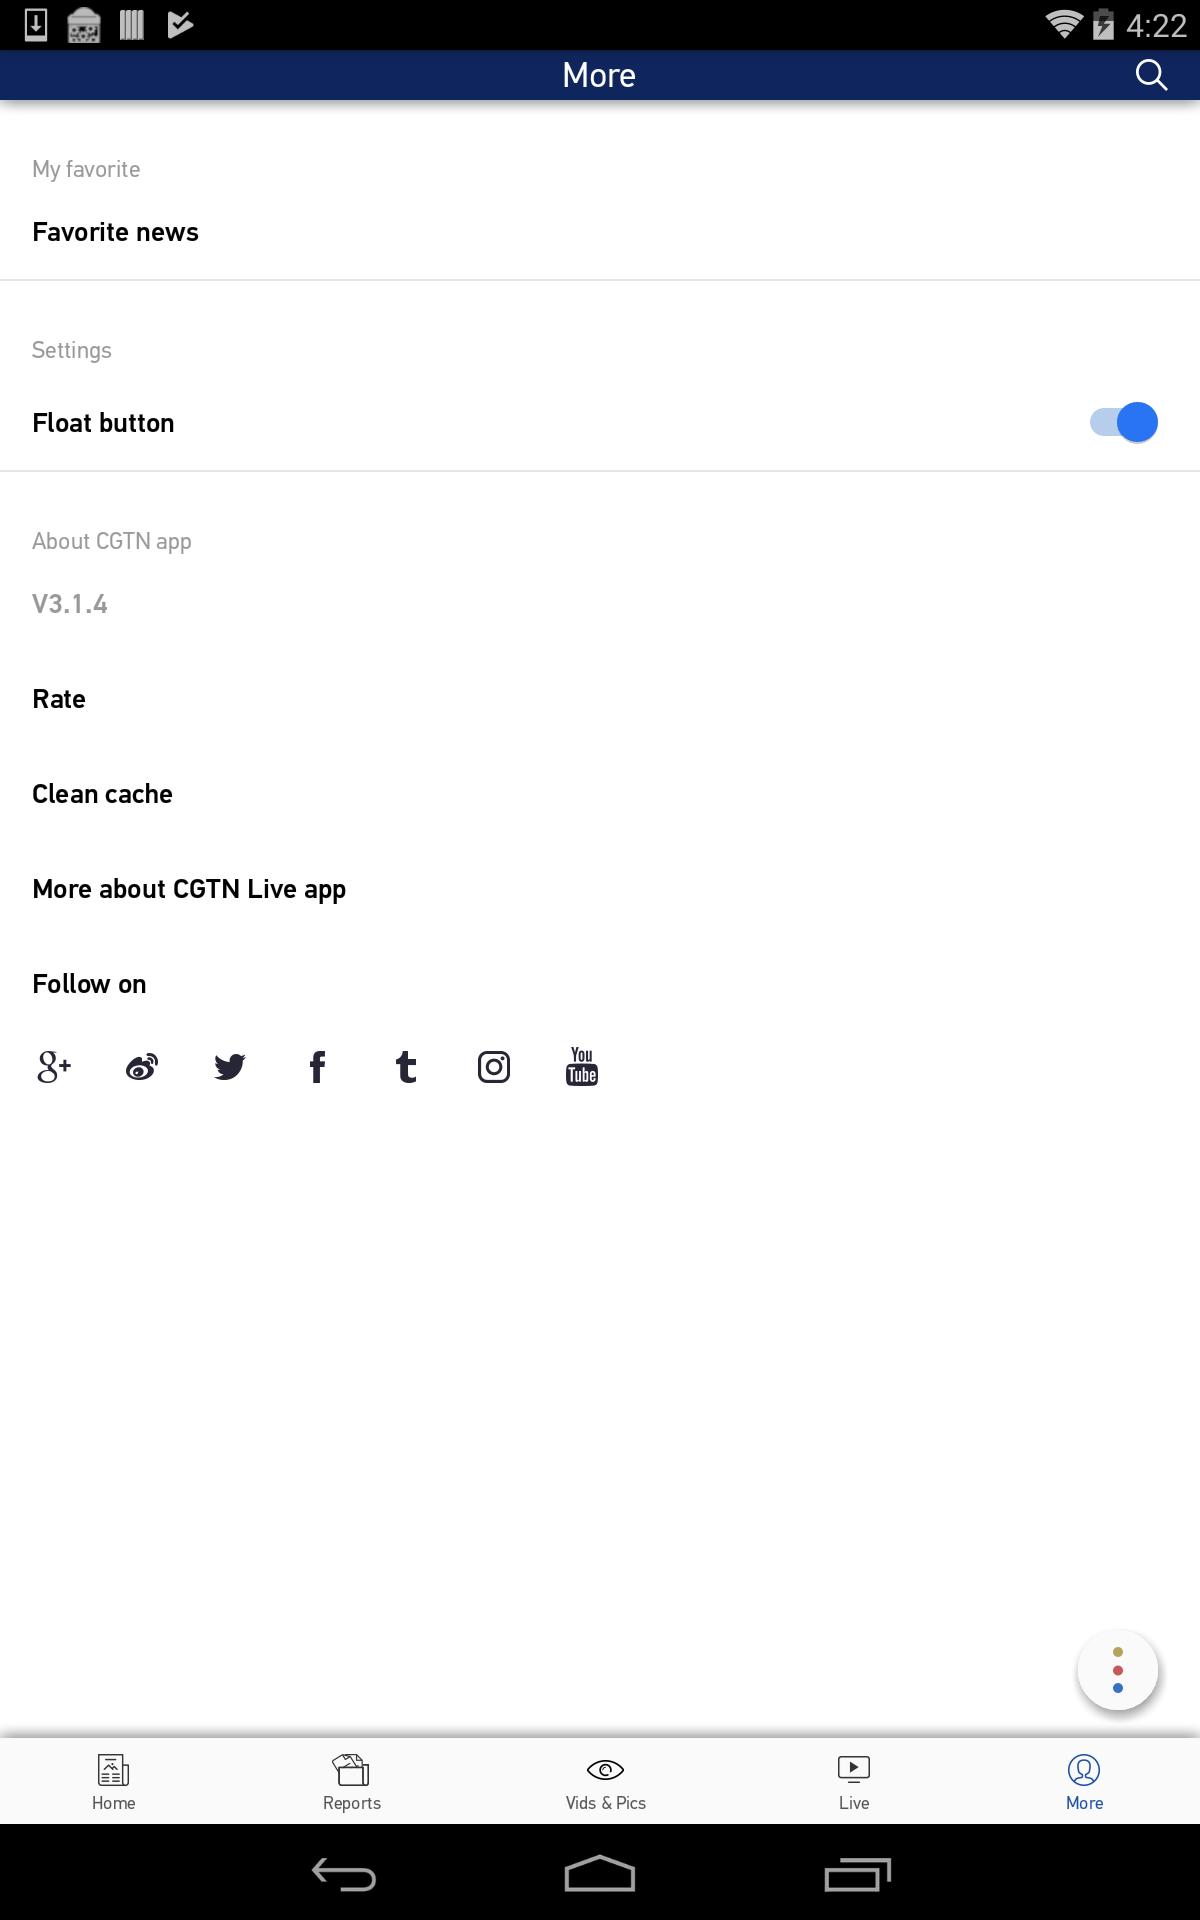 4:22
More
My favorite
Favorite news
Settings
Float button
About CGTN app
V3.1.4
Rate
Clean cache
More about CGTN Live app
Follow on
g+
f
t
You
Tube
Home
Reports
Vids & Pics
Live
More